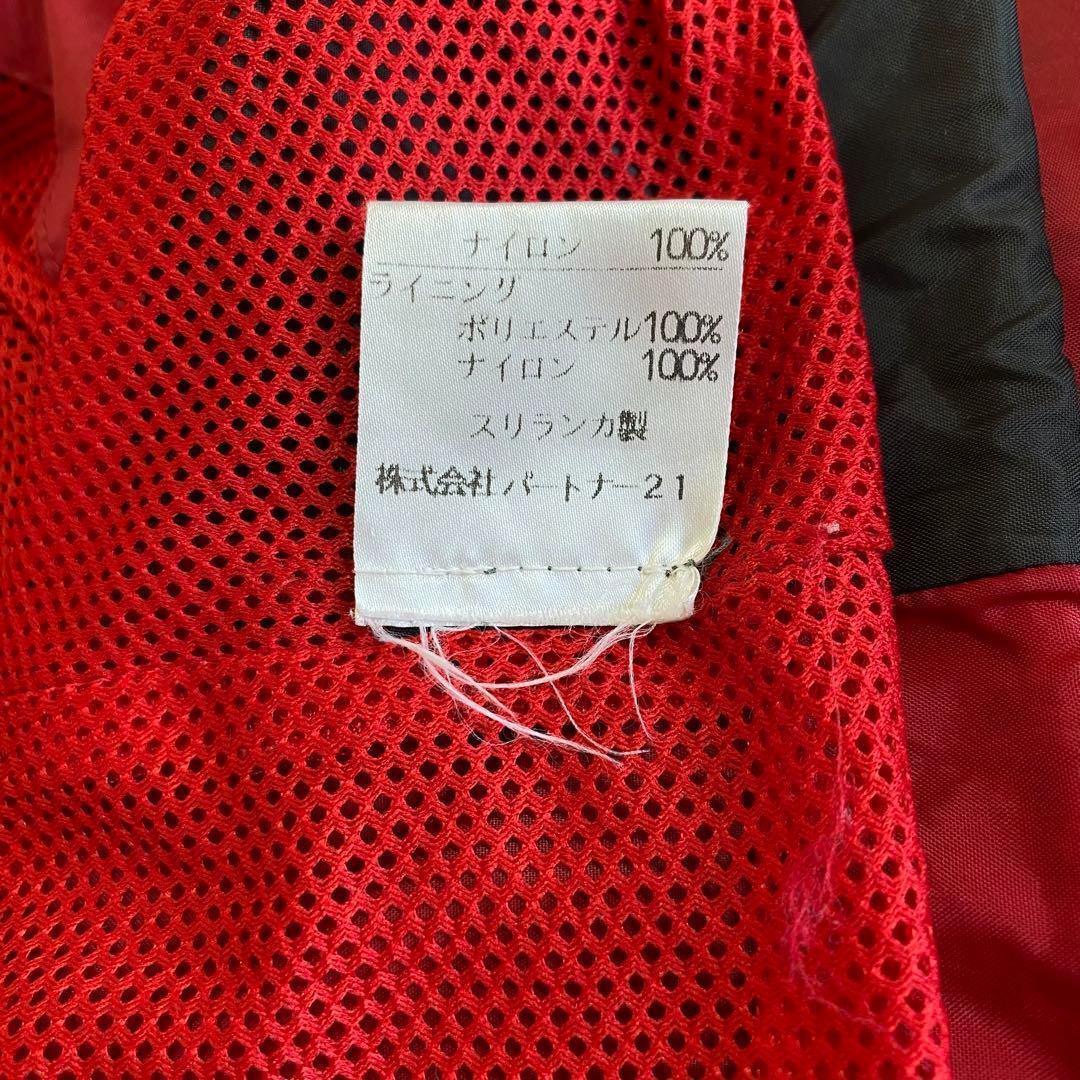 ナイロン 100%
ライニング
ポリエステル100%
ナイロン 100%
スリランカ製
株式会社パートナー21